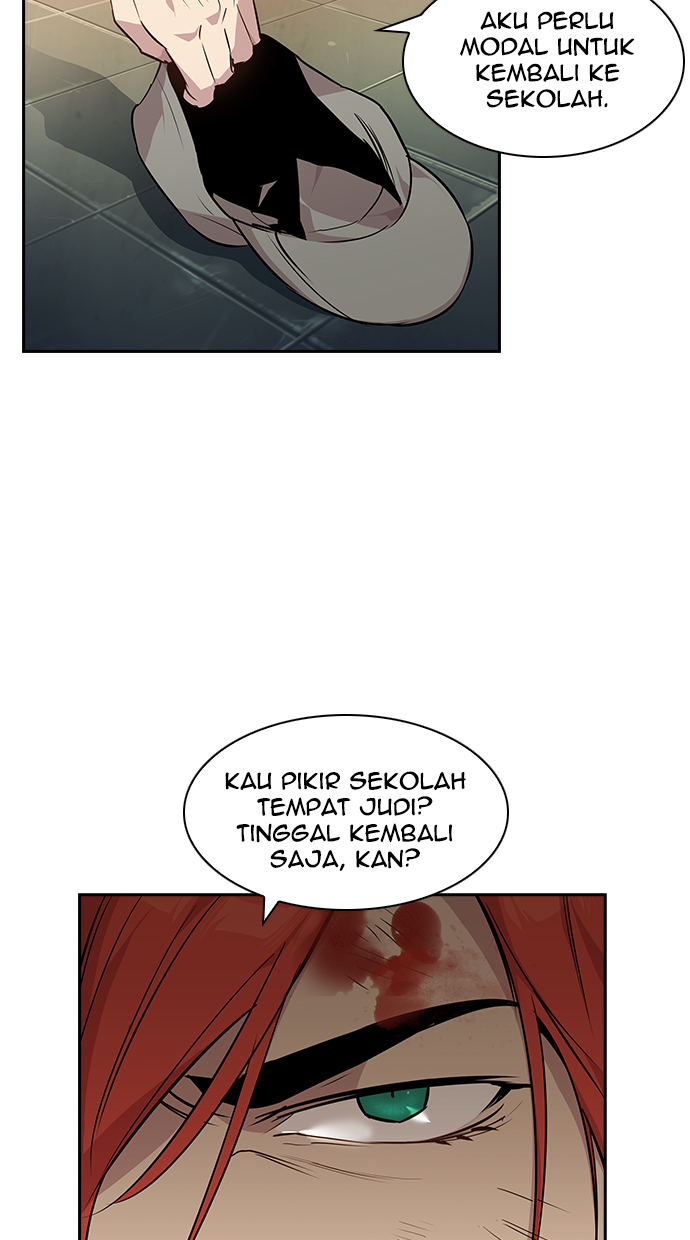 AKU PERLU
MODAL UNTUK
KEMBALI KE
SEKOLAH.
KAU PIKIR SEKOLAH
TEMPAT JUDI?
TINGGAL KEMBALI
SAJA, KAN?